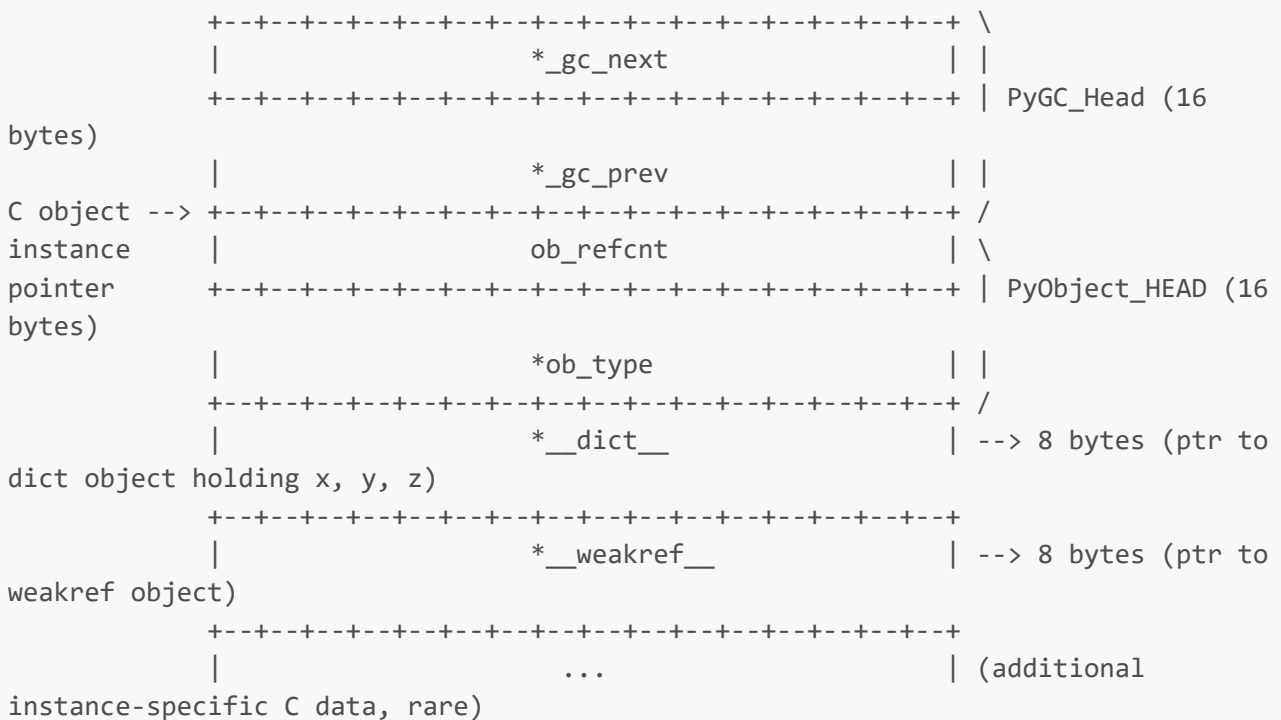 +--+--+--+--+--+--+--+--+--+--+--+--+--+--+--+ \
            |                    *_gc_next                 | |
            +--+--+--+--+--+--+--+--+--+--+--+--+--+--+--+ | PyGC_Head (16
bytes)
            |                    *_gc_prev                 | |
C object --> +--+--+--+--+--+--+--+--+--+--+--+--+--+--+--+ /
instance    |                    ob_refcnt                 | \
pointer     +--+--+--+--+--+--+--+--+--+--+--+--+--+--+--+ | PyObject_HEAD (16
bytes)
            |                    *ob_type                  | |
            +--+--+--+--+--+--+--+--+--+--+--+--+--+--+--+ /
            |                    *__dict__                 | --> 8 bytes (ptr to
dict object holding x, y, z)
            +--+--+--+--+--+--+--+--+--+--+--+--+--+--+--+
            |                    *__weakref__              | --> 8 bytes (ptr to
weakref object)
            +--+--+--+--+--+--+--+--+--+--+--+--+--+--+--+
            |                      ...                     | (additional
instance-specific C data, rare)